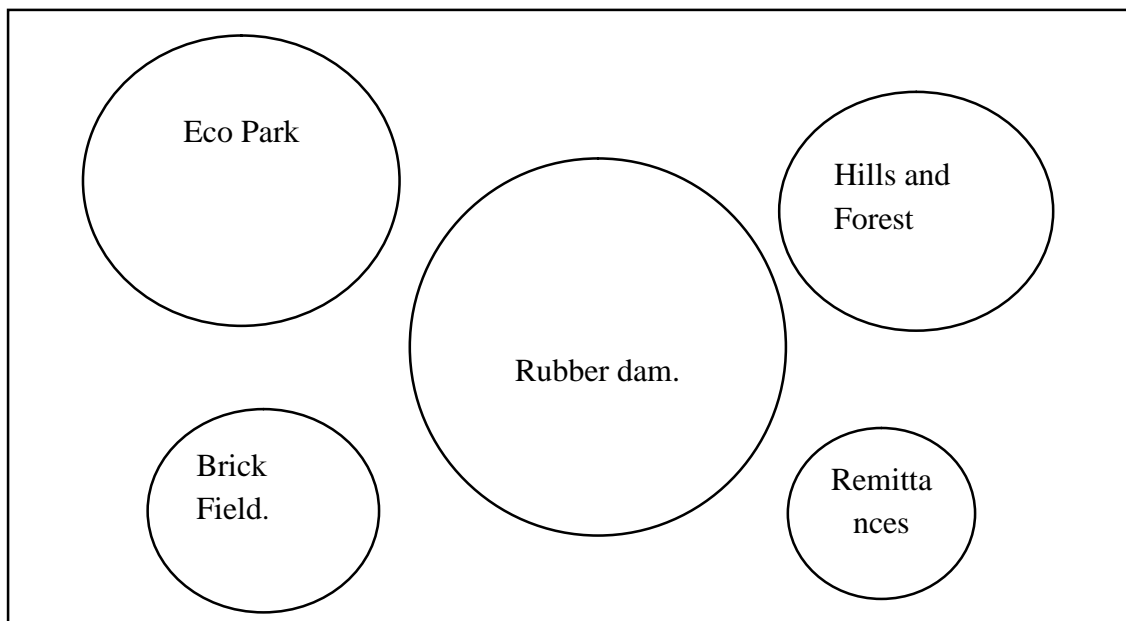 Eco Park
Hills and
Forest
Rubber dam.
Brick
Field.
Remitta
nces